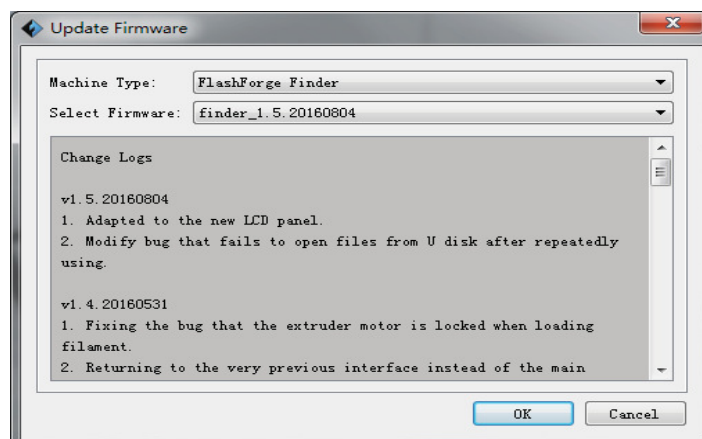 Update Firmware
Machine Type: FlashForge Finder
Select Firmware: finder_1.5.20160804
Change Logs
v1.5.20160804
1. Adapted to the new LCD panel.
2. Modify bug that fails to open files from U disk after repeatedly
using.
v1.4.20160531
1. Fixing the bug that the extruder motor is locked when loading
filament.
2. Returning to the very previous interface instead of the main
OK Cancel